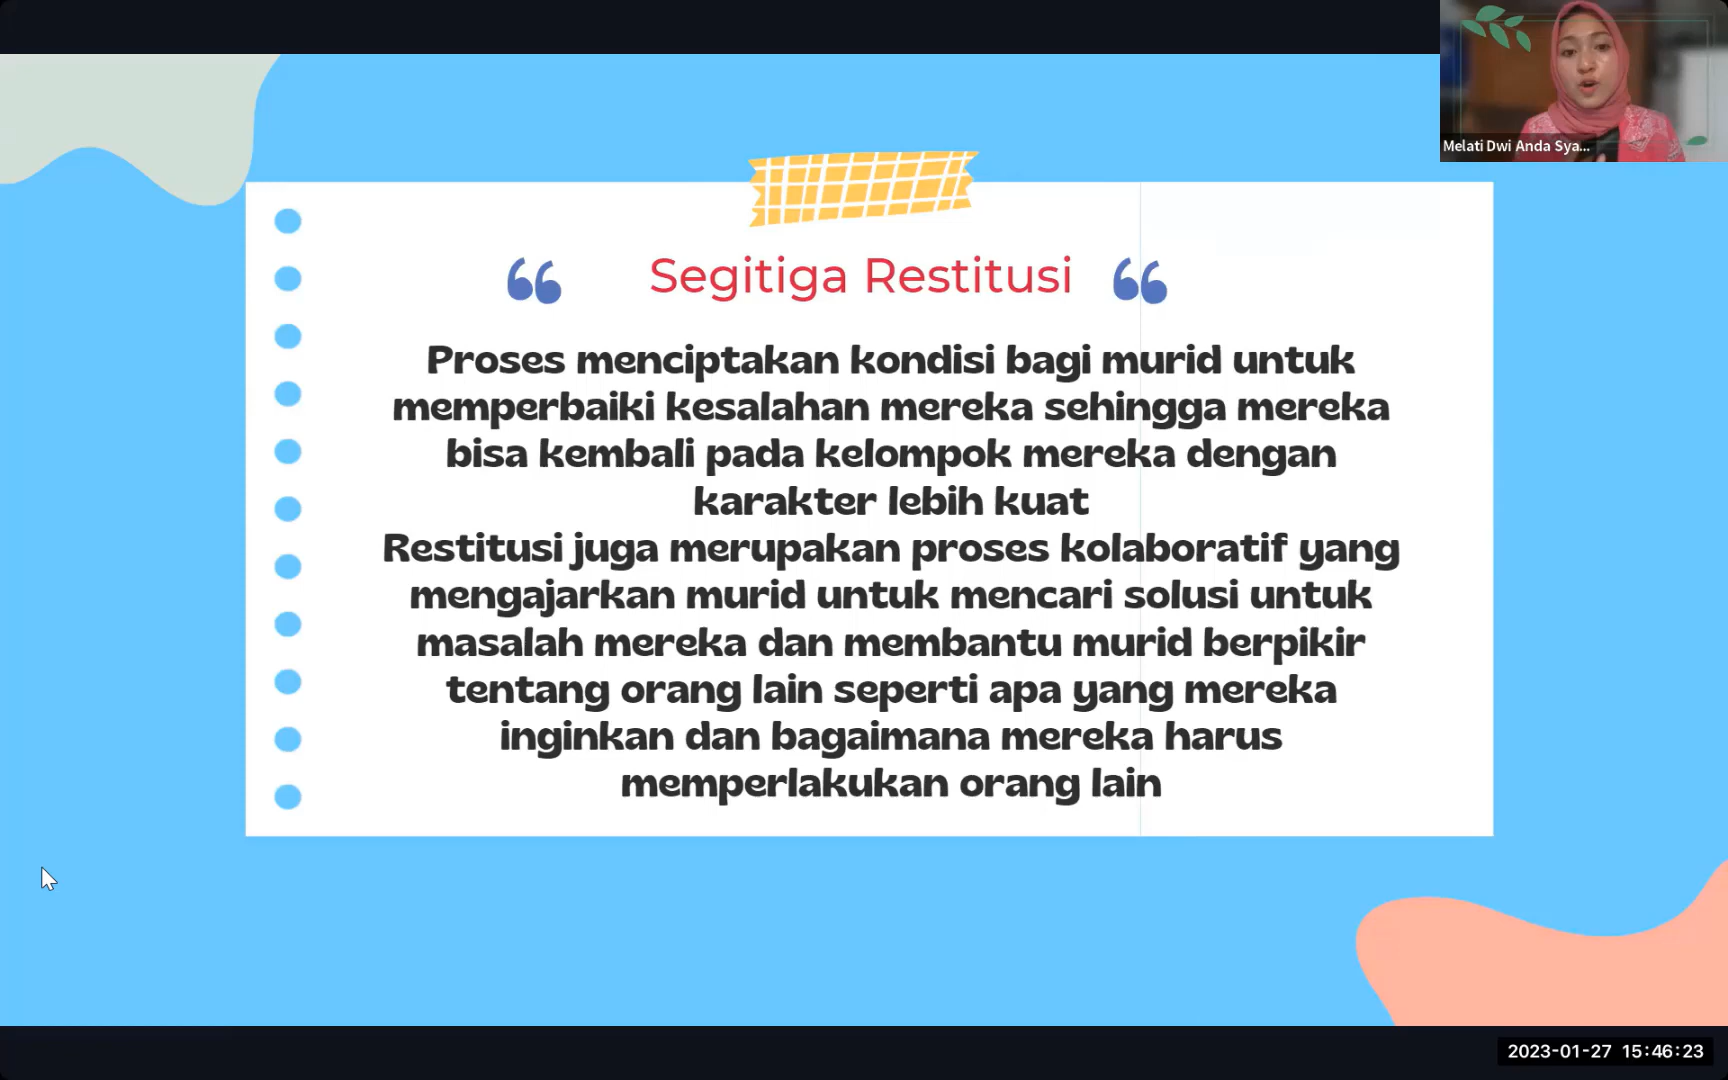 Melati Dwi Anda Sya...
“ Segitiga Restitusi “
Proses menciptakan kondisi bagi murid untuk
memperbaiki kesalahan mereka sehingga mereka
bisa kembali pada kelompok mereka dengan
karakter lebih kuat
Restitusi juga merupakan proses kolaboratif yang
mengajarkan murid untuk mencari solusi untuk
masalah mereka dan membantu murid berpikir
tentang orang lain seperti apa yang mereka
inginkan dan bagaimana mereka harus
memperlakukan orang lain
2023-01-27 15:46:23